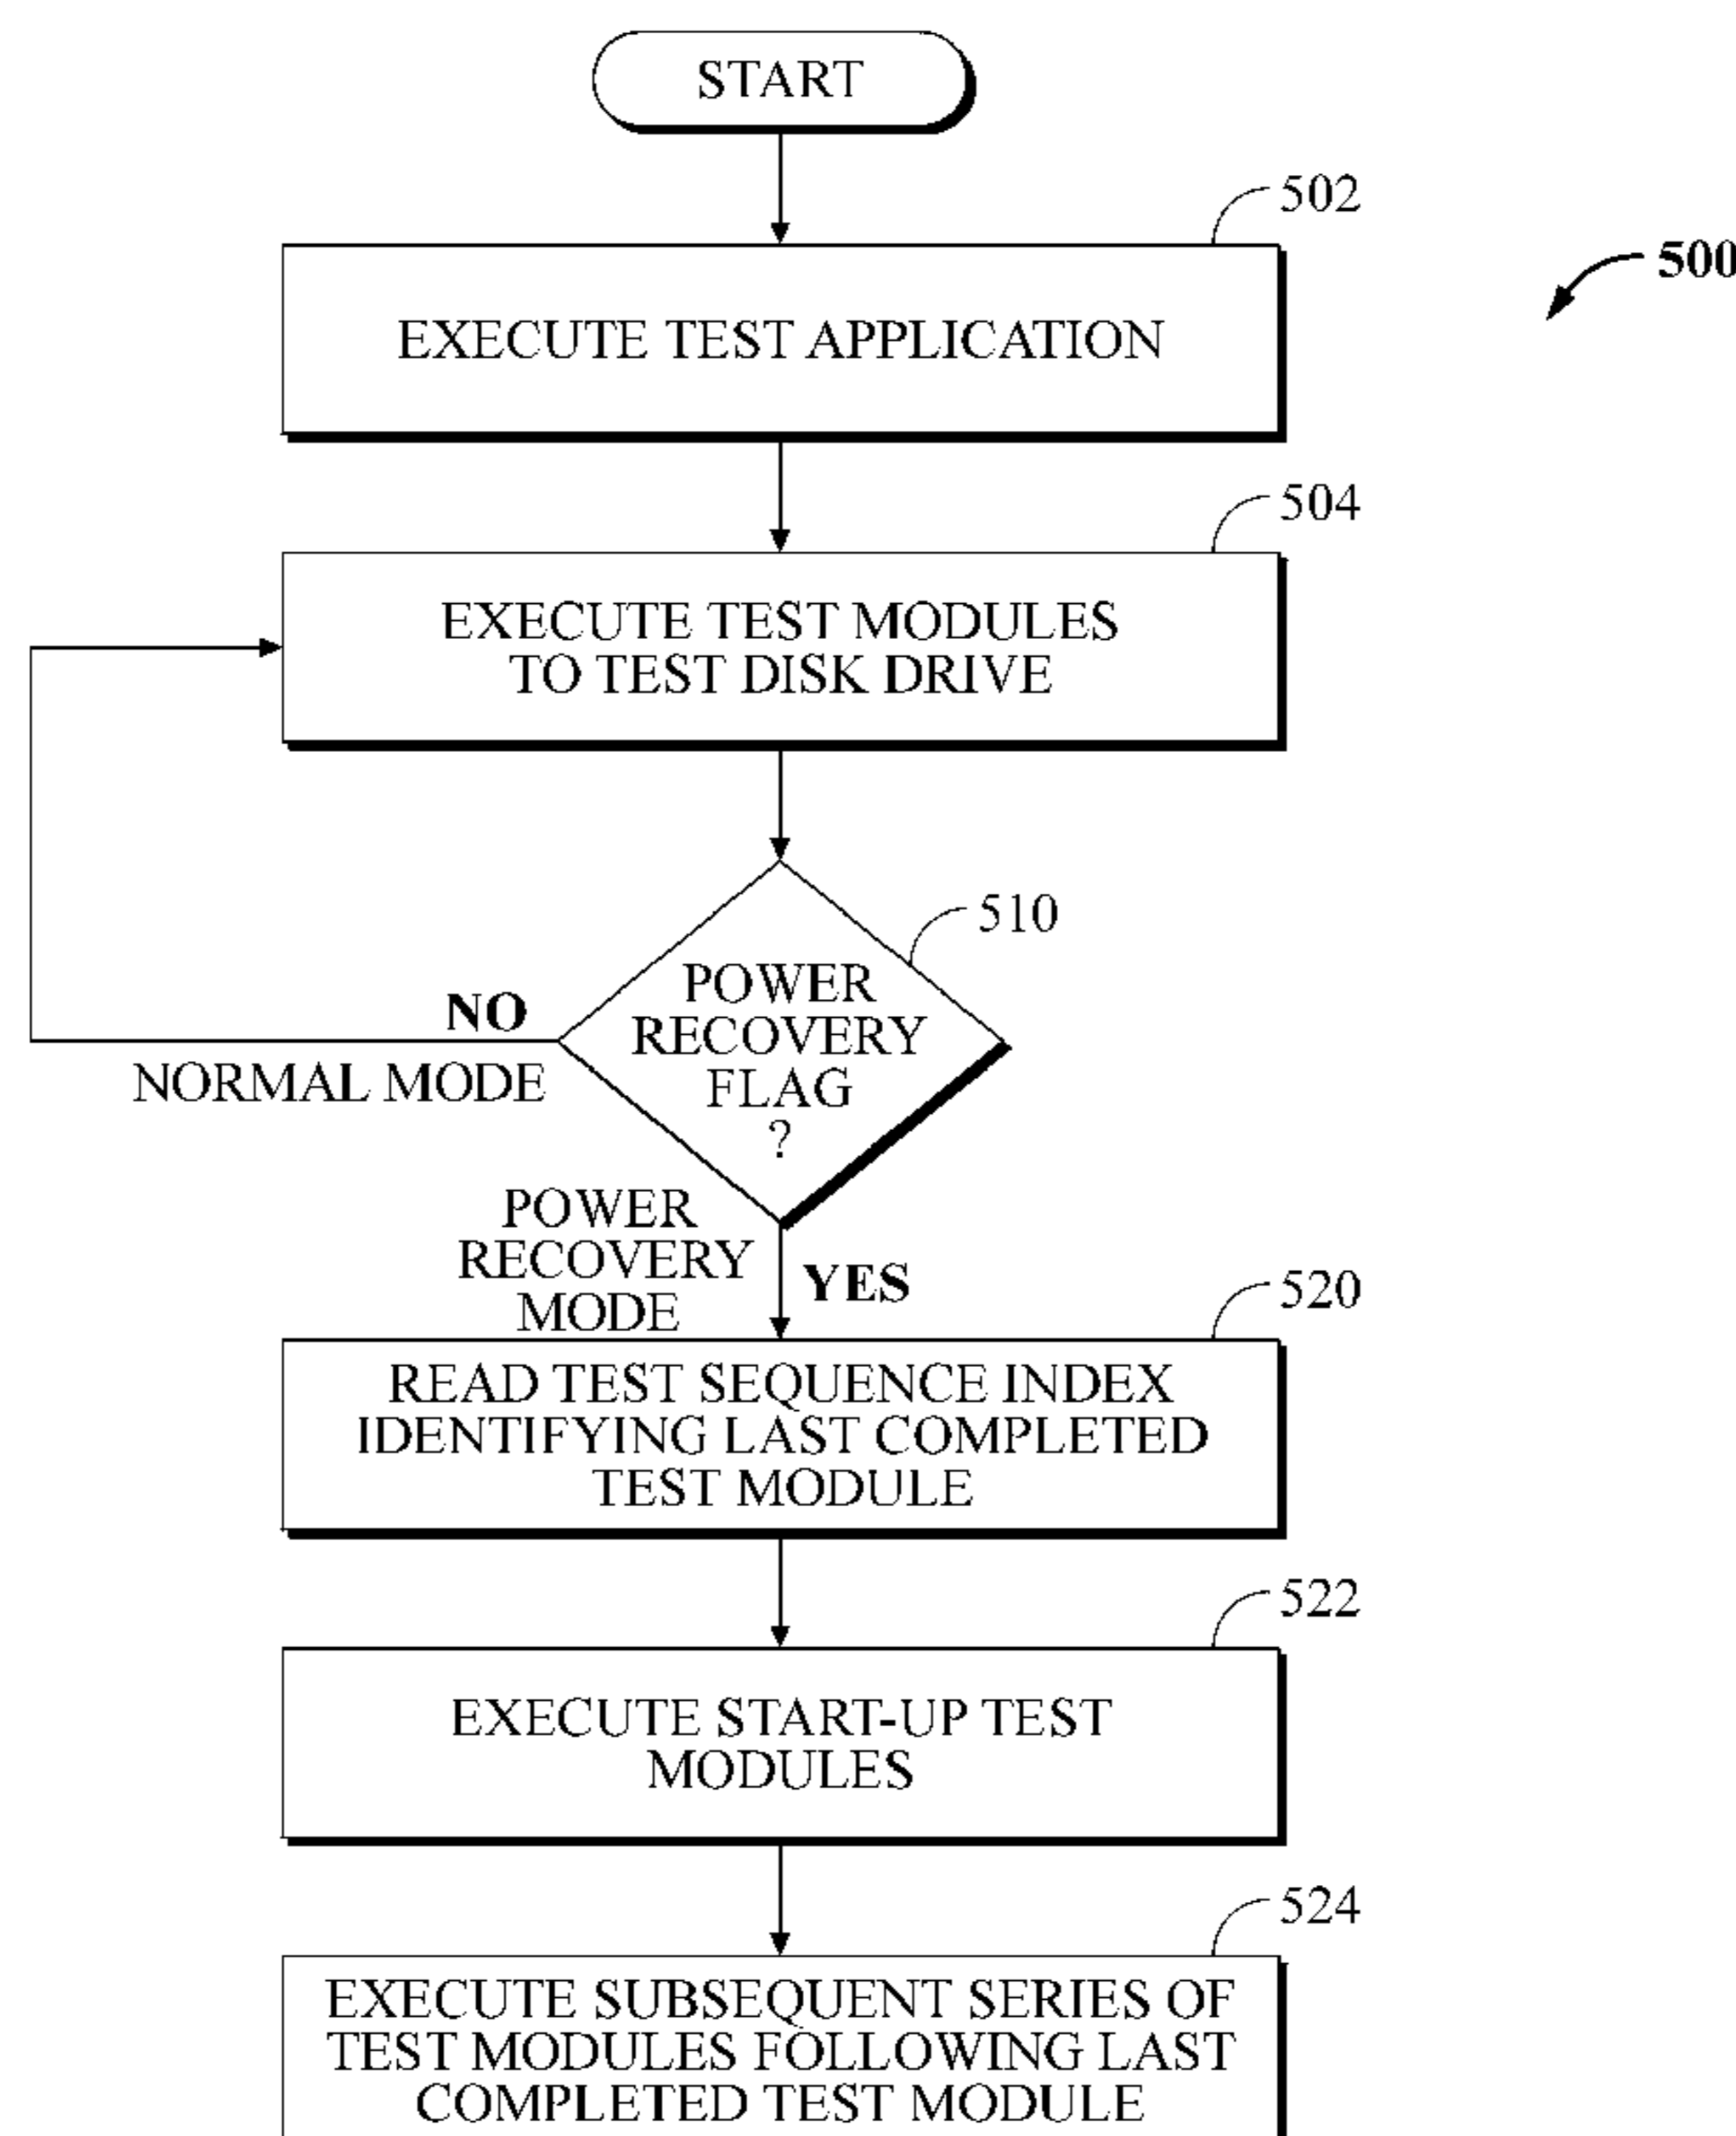 START
502
500
EXECUTE TEST APPLICATION
504
EXECUTE TEST MODULES
TO TEST DISK DRIVE
510
POWER
RECOVERY
FLAG
?
NO
NORMAL MODE
POWER
RECOVERY
MODE
YES
520
READ TEST SEQUENCE INDEX
IDENTIFYING LAST COMPLETED
TEST MODULE
522
EXECUTE START-UP TEST
MODULES
524
EXECUTE SUBSEQUENT SERIES OF
TEST MODULES FOLLOWING LAST
COMPLETED TEST MODULE